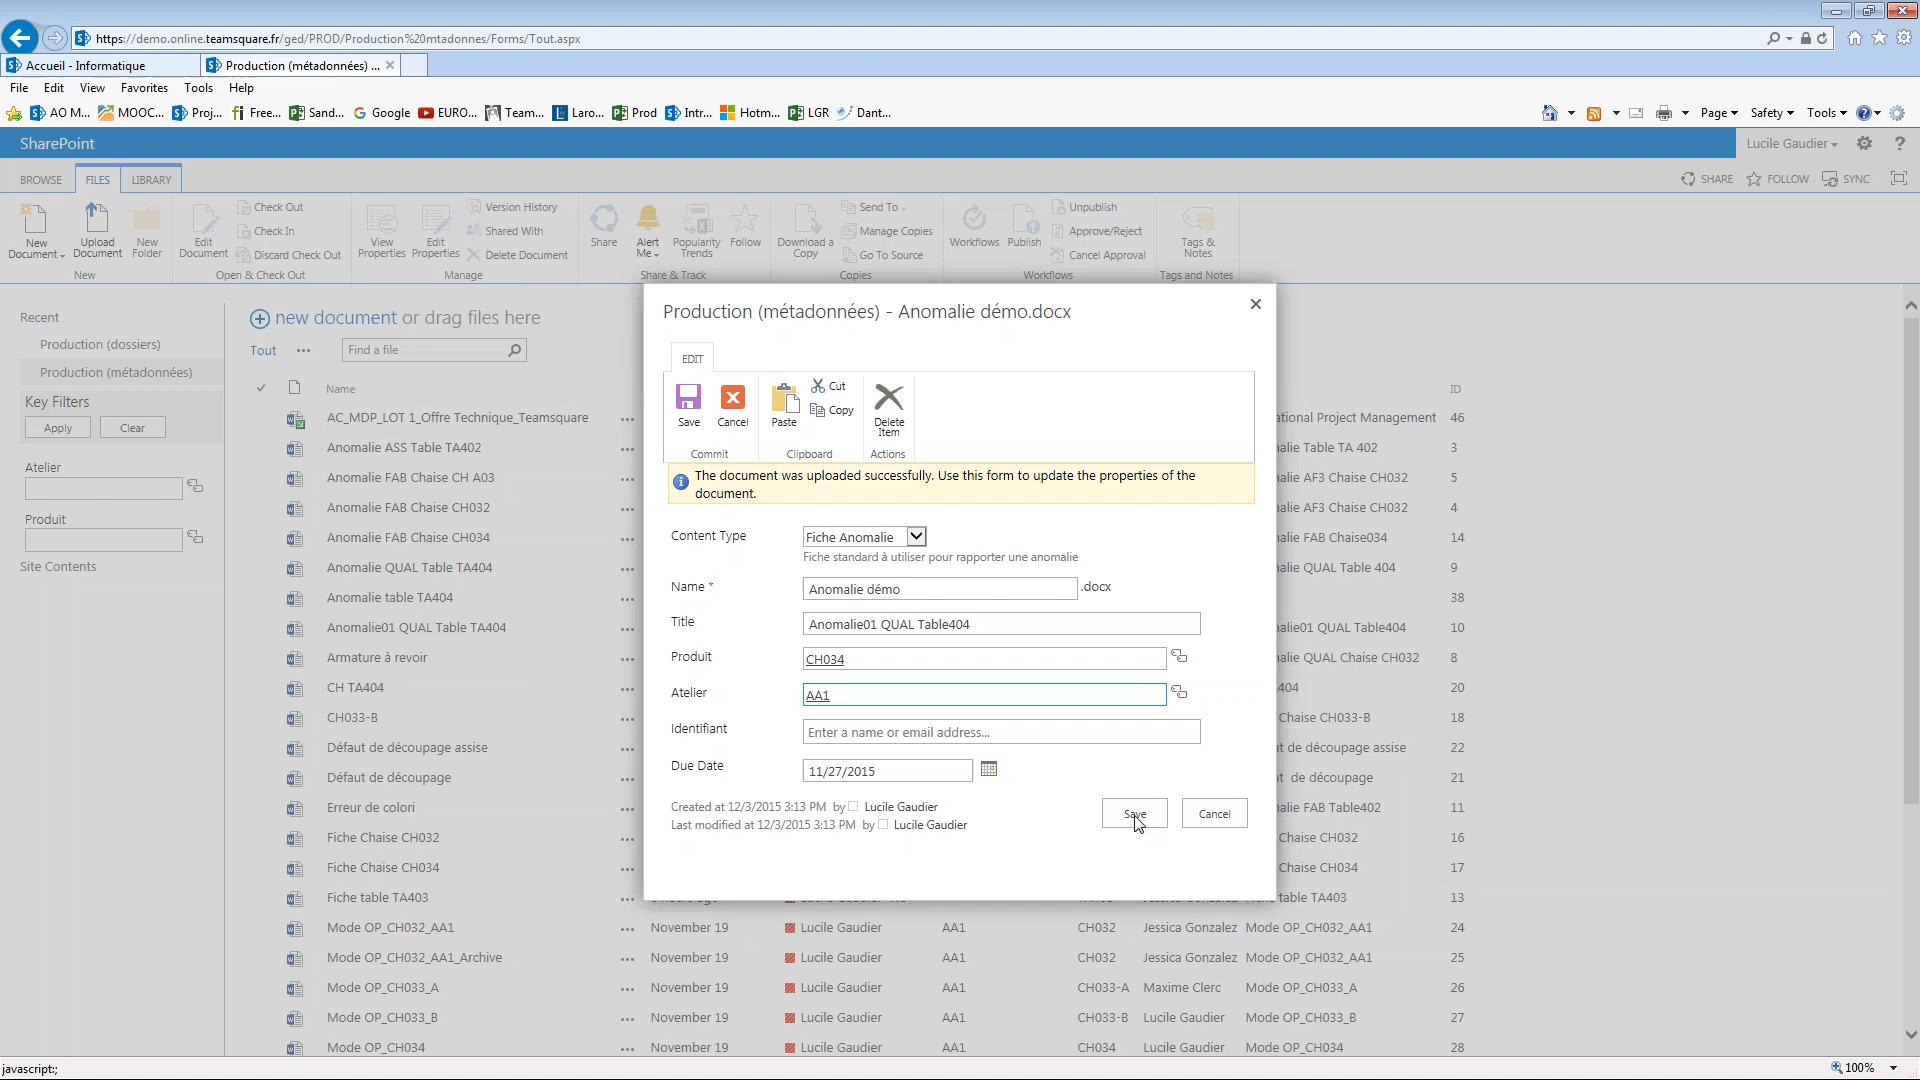 https://demo.online.teamsquare.fr/ged/PROD/Production%20mtadonnes/Forms/Tout.aspx
Accueil - Informatique
Production (métadonnées) ...
File Edit View Favorites Tools Help
AO M... MOOC... Proj... Free... Sand... Google EURO... Team... Laro... Prod Intr... Hotm... LGR Dant...
Page Safety Tools
SharePoint
Lucile Gaudier
BROWSE FILES LIBRARY
SHARE FOLLOW SYNC
New Document
Upload Document
New Folder
New
Edit Document
Check Out
Check In
Discard Check Out
Open & Check Out
View Properties
Edit Properties
Version History
Shared With
Delete Document
Manage
Share
Alert Me
Popularity Trends
Follow
Share & Track
Download a Copy
Send To
Manage Copies
Go To Source
Copies
Workflows
Publish
Unpublish
Approve/Reject
Cancel Approval
Workflows
Tags & Notes
Tags and Notes
Recent
Production (dossiers)
Production (métadonnées)
Key Filters
Apply Clear
Atelier
Produit
Site Contents
new document or drag files here
Tout ... Find a file
Name ID
AC_MDP_LOT 1_Offre Technique_Teamsquare ... ational Project Management 46
Anomalie ASS Table TA402 ... alie Table TA 402 3
Anomalie FAB Chaise CH A03 ... alie AF3 Chaise CH032 5
Anomalie FAB Chaise CH032 ... alie AF3 Chaise CH032 4
Anomalie FAB Chaise CH034 ... alie FAB Chaise034 14
Anomalie QUAL Table TA404 ... alie QUAL Table 404 9
Anomalie table TA404 ... 38
Anomalie01 QUAL Table TA404 ... alie01 QUAL Table404 10
Armature à revoir ... alie QUAL Chaise CH032 8
CH TA404 ... 404 20
CH033-B ... Chaise CH033-B 18
Défaut de découpage assise ... t de découpage assise 22
Défaut de découpage ... t de découpage 21
Erreur de colori ... alie FAB Table402 11
Fiche Chaise CH032 ... Chaise CH032 16
Fiche Chaise CH034 ... Chaise CH034 17
Fiche table TA403 ... table TA403 13
Mode OP_CH032_AA1 ... November 19 Lucile Gaudier AA1 CH032 Jessica Gonzalez Mode OP_CH032_AA1 24
Mode OP_CH032_AA1_Archive ... November 19 Lucile Gaudier AA1 CH032 Jessica Gonzalez Mode OP_CH032_AA1 25
Mode OP_CH033_A ... November 19 Lucile Gaudier AA1 CH033-A Maxime Clerc Mode OP_CH033_A 26
Mode OP_CH033_B ... November 19 Lucile Gaudier AA1 CH033-B Lucile Gaudier Mode OP_CH033_B 27
Mode OP_CH034 ... November 19 Lucile Gaudier AA1 CH034 Lucile Gaudier Mode OP_CH034 28
Production (métadonnées) - Anomalie démo.docx
EDIT
Save
Cancel
Commit
Paste
Cut
Copy
Clipboard
Delete Item
Actions
The document was uploaded successfully. Use this form to update the properties of the
document.
Content Type Fiche Anomalie
Fiche standard à utiliser pour rapporter une anomalie
Name * Anomalie démo .docx
Title Anomalie01 QUAL Table404
Produit CH034
Atelier AA1
Identifiant Enter a name or email address...
Due Date 11/27/2015
Created at 12/3/2015 3:13 PM by Lucile Gaudier
Last modified at 12/3/2015 3:13 PM by Lucile Gaudier
Save Cancel
javascript:;
100%